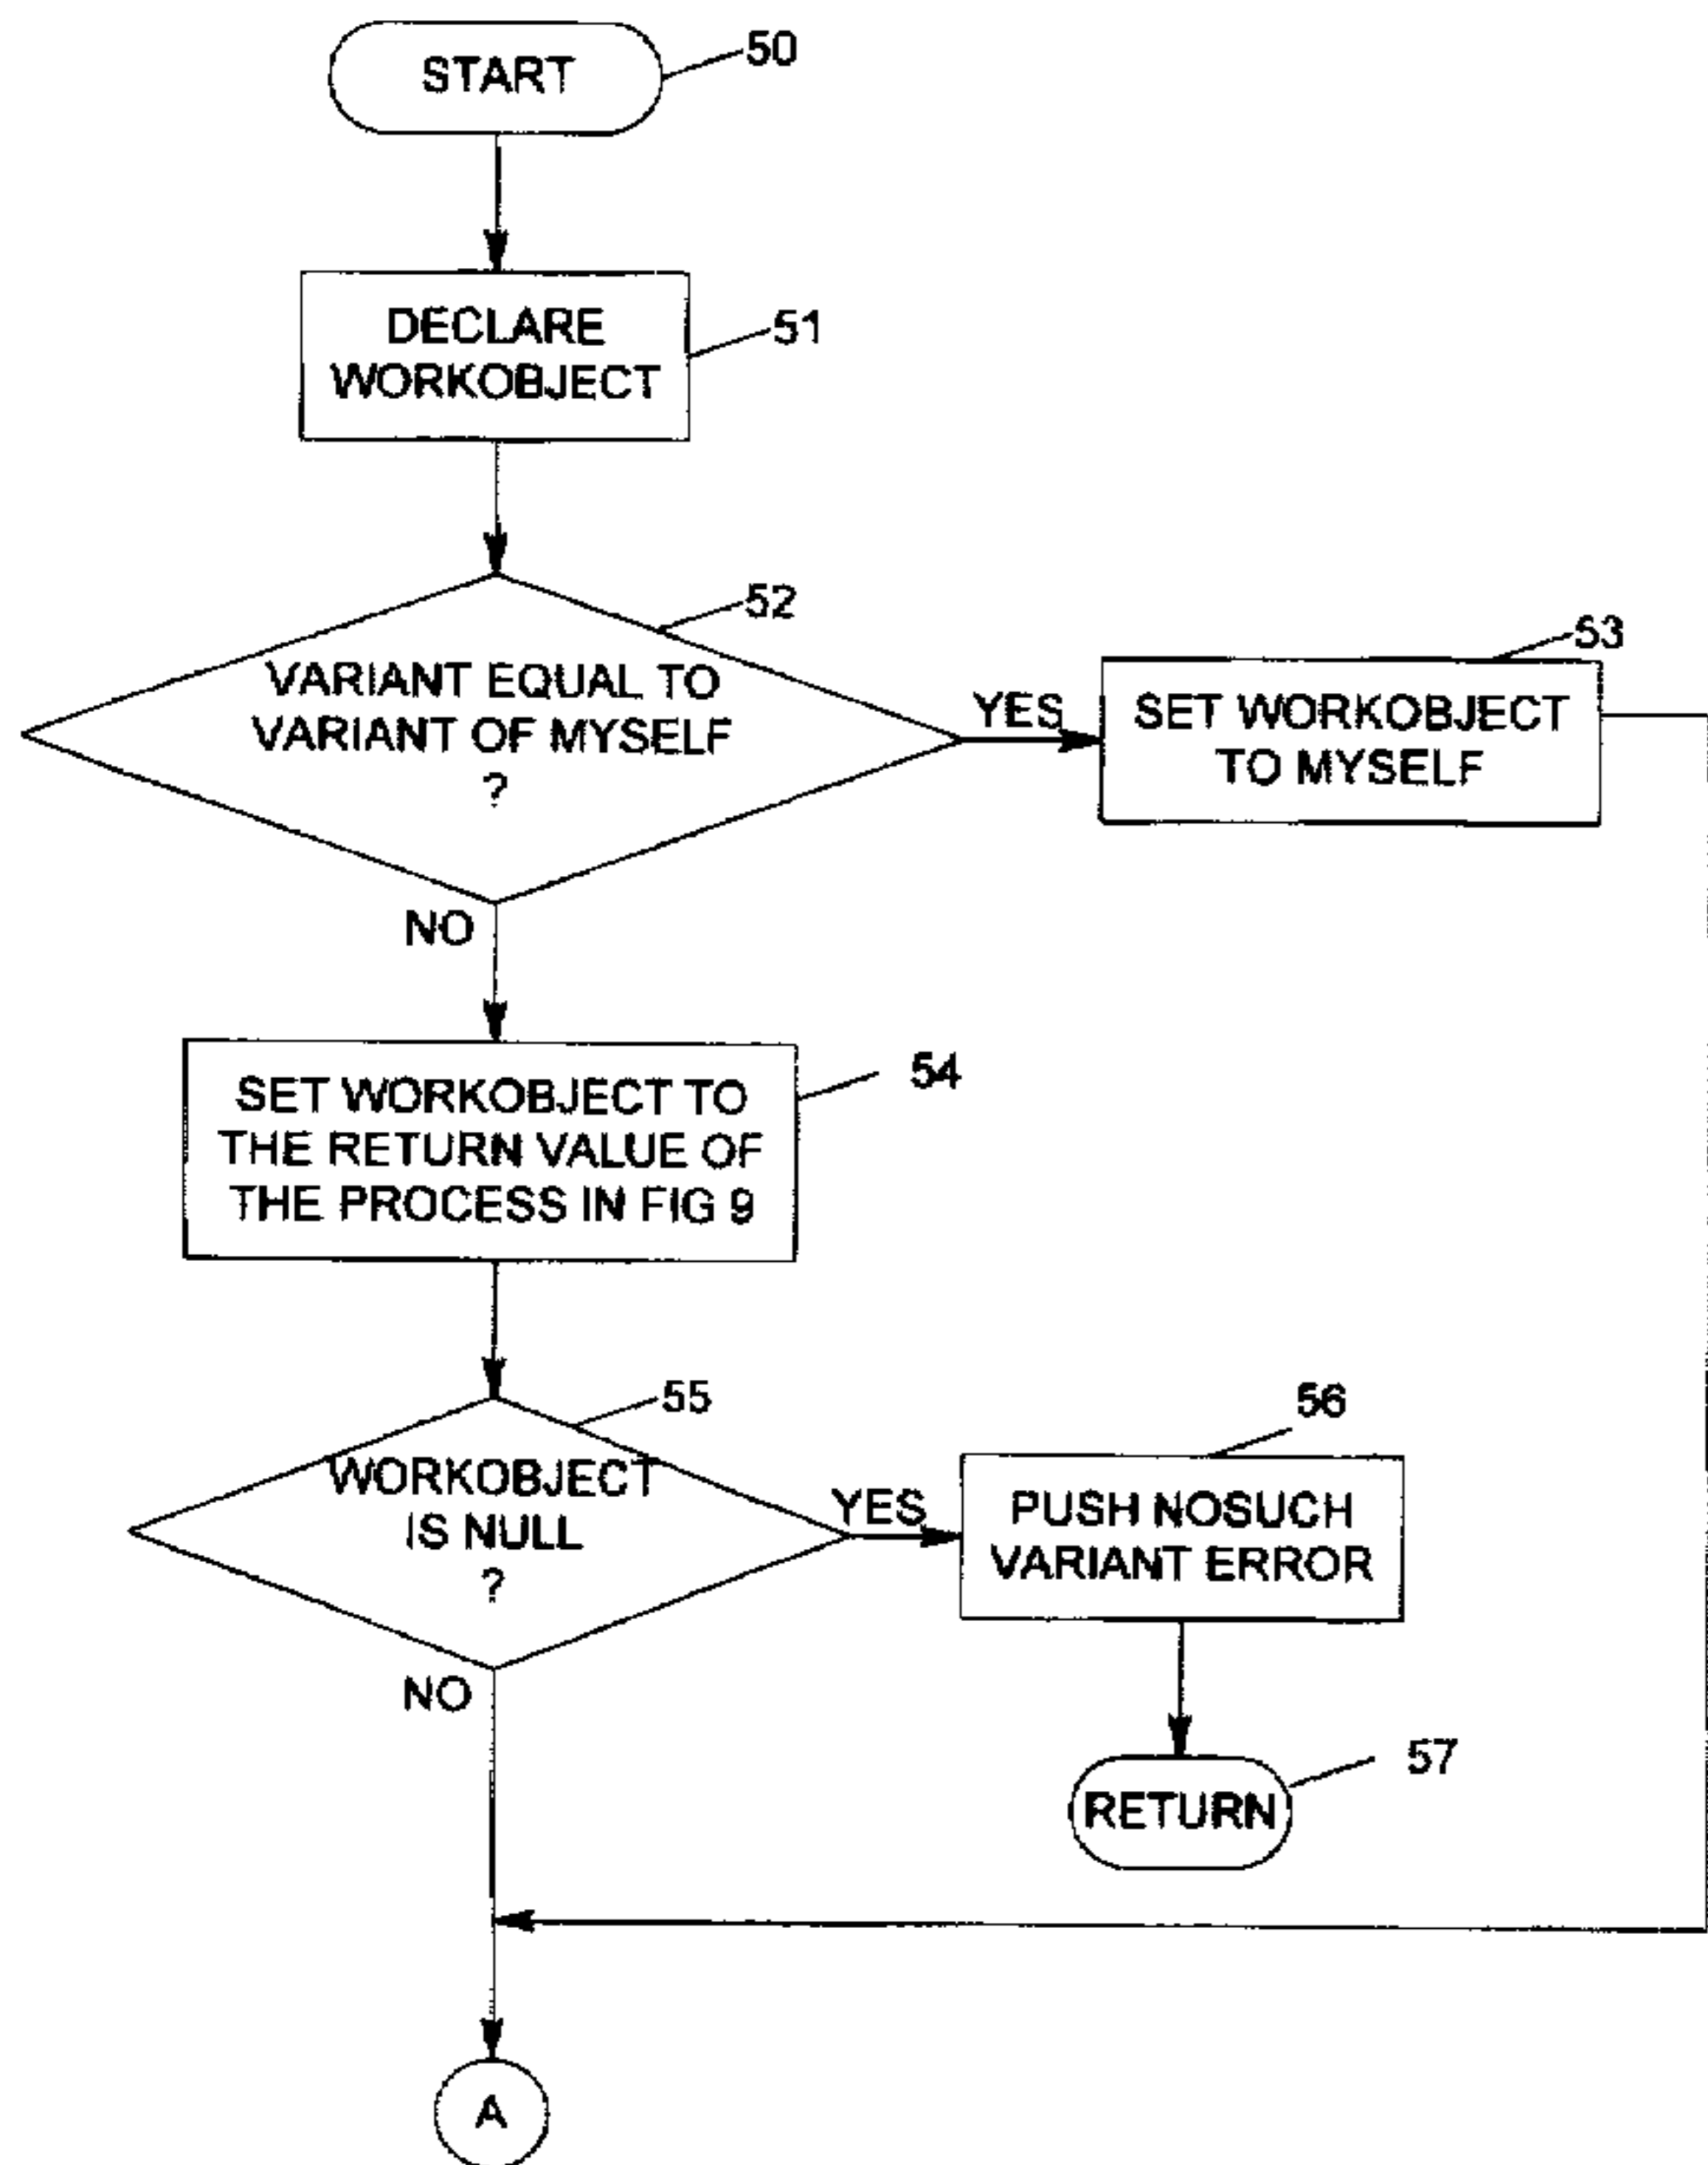 START
50
DECLARE
WORKOBJECT
51
52
VARIANT EQUAL TO
VARIANT OF MYSELF
?
YES
53
SET WORKOBJECT
TO MYSELF
NO
54
SET WORKOBJECT TO
THE RETURN VALUE OF
THE PROCESS IN FIG 9
55
WORKOBJECT
IS NULL
?
YES
56
PUSH NOSUCH
VARIANT ERROR
NO
57
RETURN
A